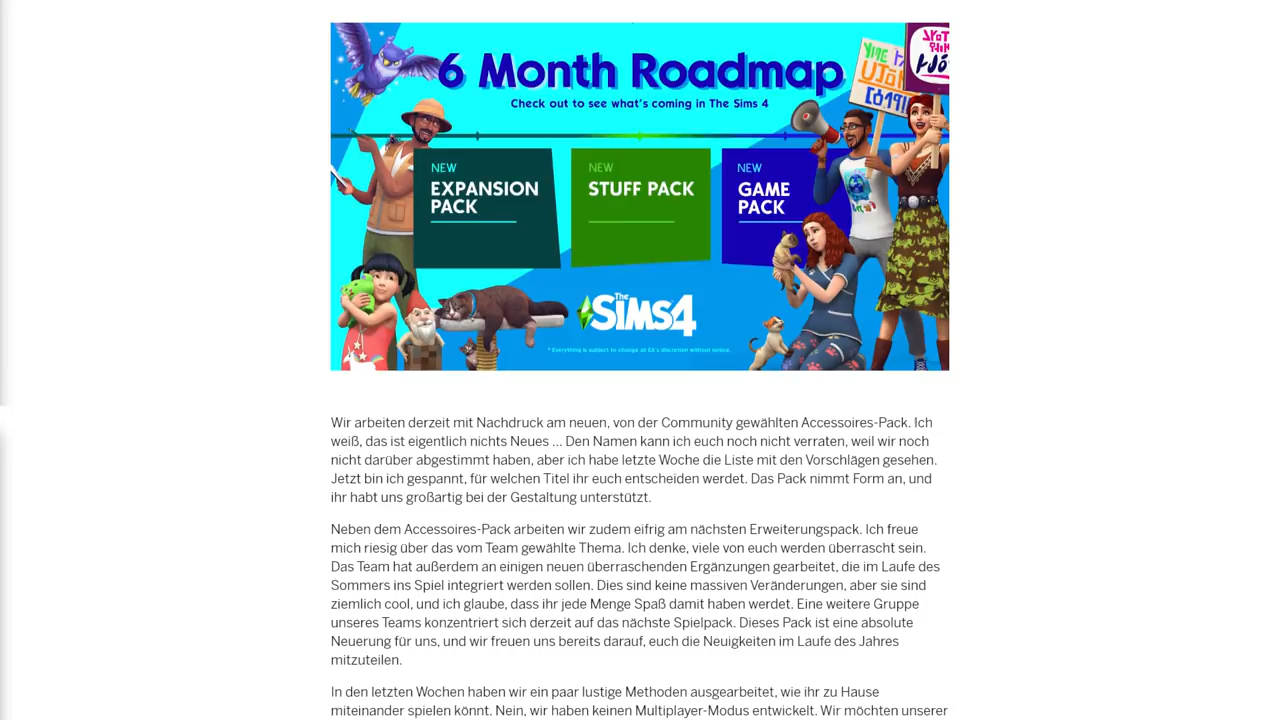 6 Month Roadmap
Check out to see what's coming in The Sims 4
NEW
EXPANSION
PACK
NEW
STUFF PACK
NEW
GAME
PACK
The
SIMS4
* Everything is subject to change at EA's discretion without notice.
Wir arbeiten derzeit mit Nachdruck am neuen, von der Community gewählten Accessoires-Pack. Ich
weiß, das ist eigentlich nichts Neues ... Den Namen kann ich euch noch nicht verraten, weil wir noch
nicht darüber abgestimmt haben, aber ich habe letzte Woche die Liste mit den Vorschlägen gesehen.
Jetzt bin ich gespannt, für welchen Titel ihr euch entscheiden werdet. Das Pack nimmt Form an, und
ihr habt uns großartig bei der Gestaltung unterstützt.
Neben dem Accessoires-Pack arbeiten wir zudem eifrig am nächsten Erweiterungspack. Ich freue
mich riesig über das vom Team gewählte Thema. Ich denke, viele von euch werden überrascht sein.
Das Team hat außerdem an einigen neuen überraschenden Ergänzungen gearbeitet, die im Laufe des
Sommers ins Spiel integriert werden sollen. Dies sind keine massiven Veränderungen, aber sie sind
ziemlich cool, und ich glaube, dass ihr jede Menge Spaß damit haben werdet. Eine weitere Gruppe
unseres Teams konzentriert sich derzeit auf das nächste Spielpack. Dieses Pack ist eine absolute
Neuerung für uns, und wir freuen uns bereits darauf, euch die Neuigkeiten im Laufe des Jahres
mitzuteilen.
In den letzten Wochen haben wir ein paar lustige Methoden ausgearbeitet, wie ihr zu Hause
miteinander spielen könnt. Nein, wir haben keinen Multiplayer-Modus entwickelt. Wir möchten unserer